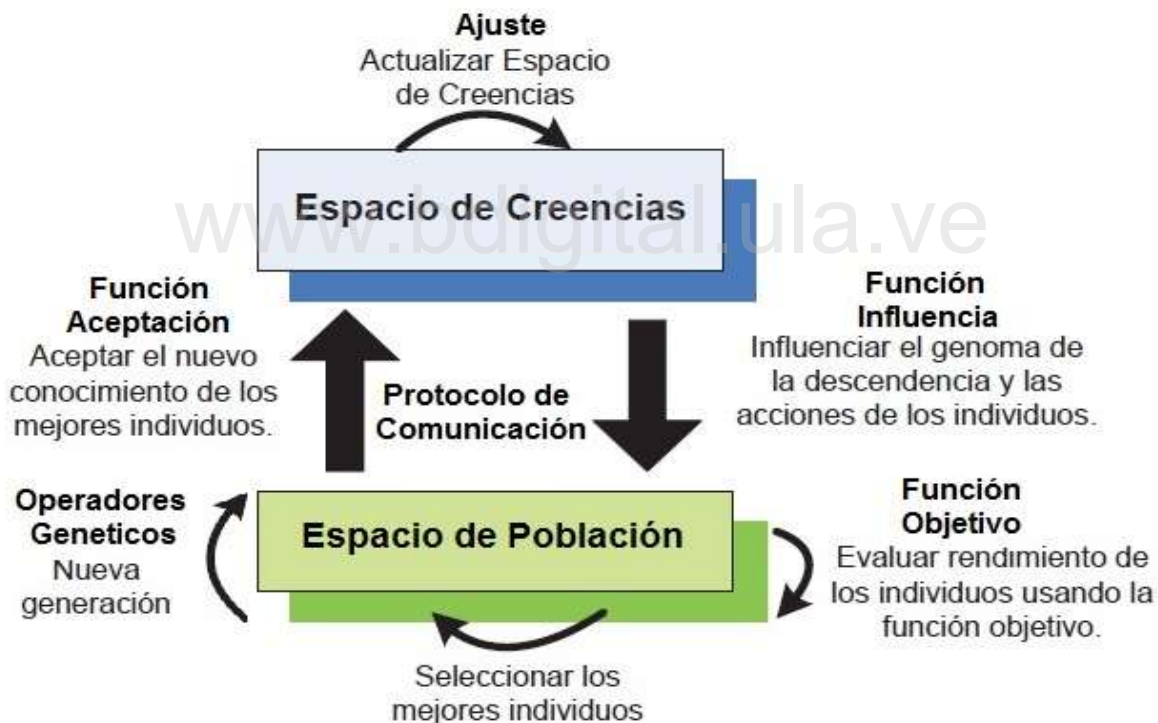 Ajuste
Actualizar Espacio
de Creencias
Espacio de Creencias
www.bdigital.ula.ve
Función
Aceptación
Aceptar el nuevo
conocimiento de los
mejores individuos.
Protocolo de
Comunicación
Función
Influencia
Influenciar el genoma de
la descendencia y las
acciones de los individuos.
Operadores
Geneticos
Nueva
generación
Espacio de Población
Función
Objetivo
Evaluar rendimiento de
los individuos usando la
función objetivo.
Seleccionar los
mejores individuos